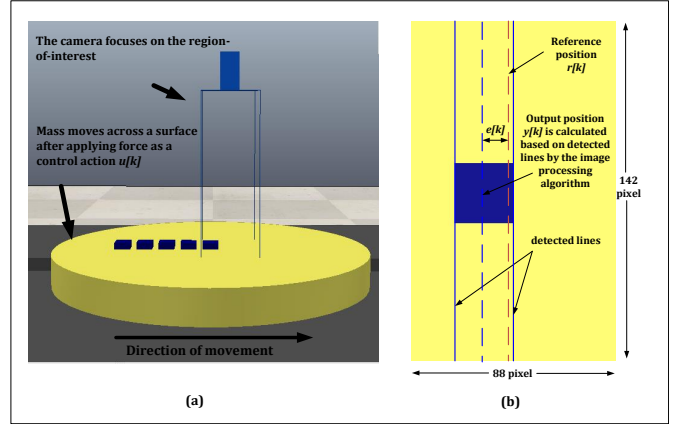 The camera focuses on the region-
of-interest
Mass moves across a surface
after applying force as a
control action u[k]
Direction of movement
(a)
Reference
position
r[k]
e[k]
Output position
y[k] is calculated
based on detected
lines by the image
processing
algorithm
142
pixel
detected lines
88 pixel
(b)